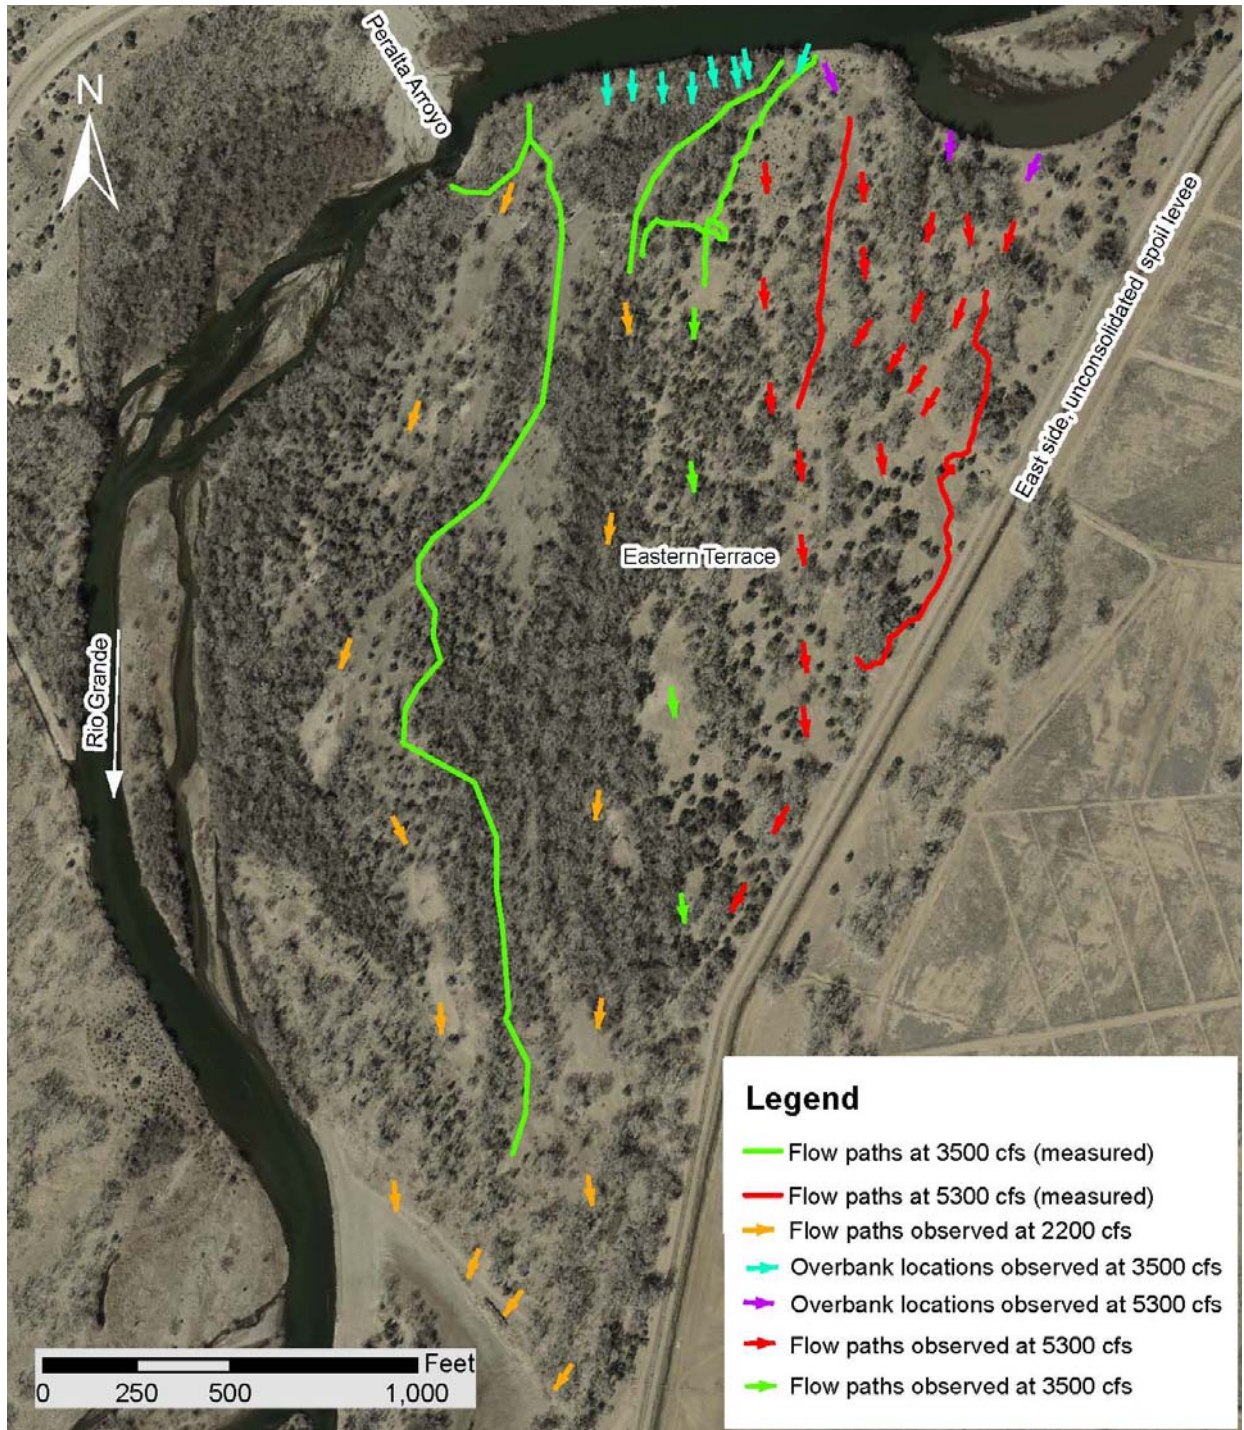 Peralta Arroyo
N
East side, unconsolidated spoil levee
Eastern Terrace
Rio Grande
Legend
Flow paths at 3500 cfs (measured)
Flow paths at 5300 cfs (measured)
Flow paths observed at 2200 cfs
Overbank locations observed at 3500 cfs
Overbank locations observed at 5300 cfs
Flow paths observed at 5300 cfs
Flow paths observed at 3500 cfs
Feet
0 250 500 1,000